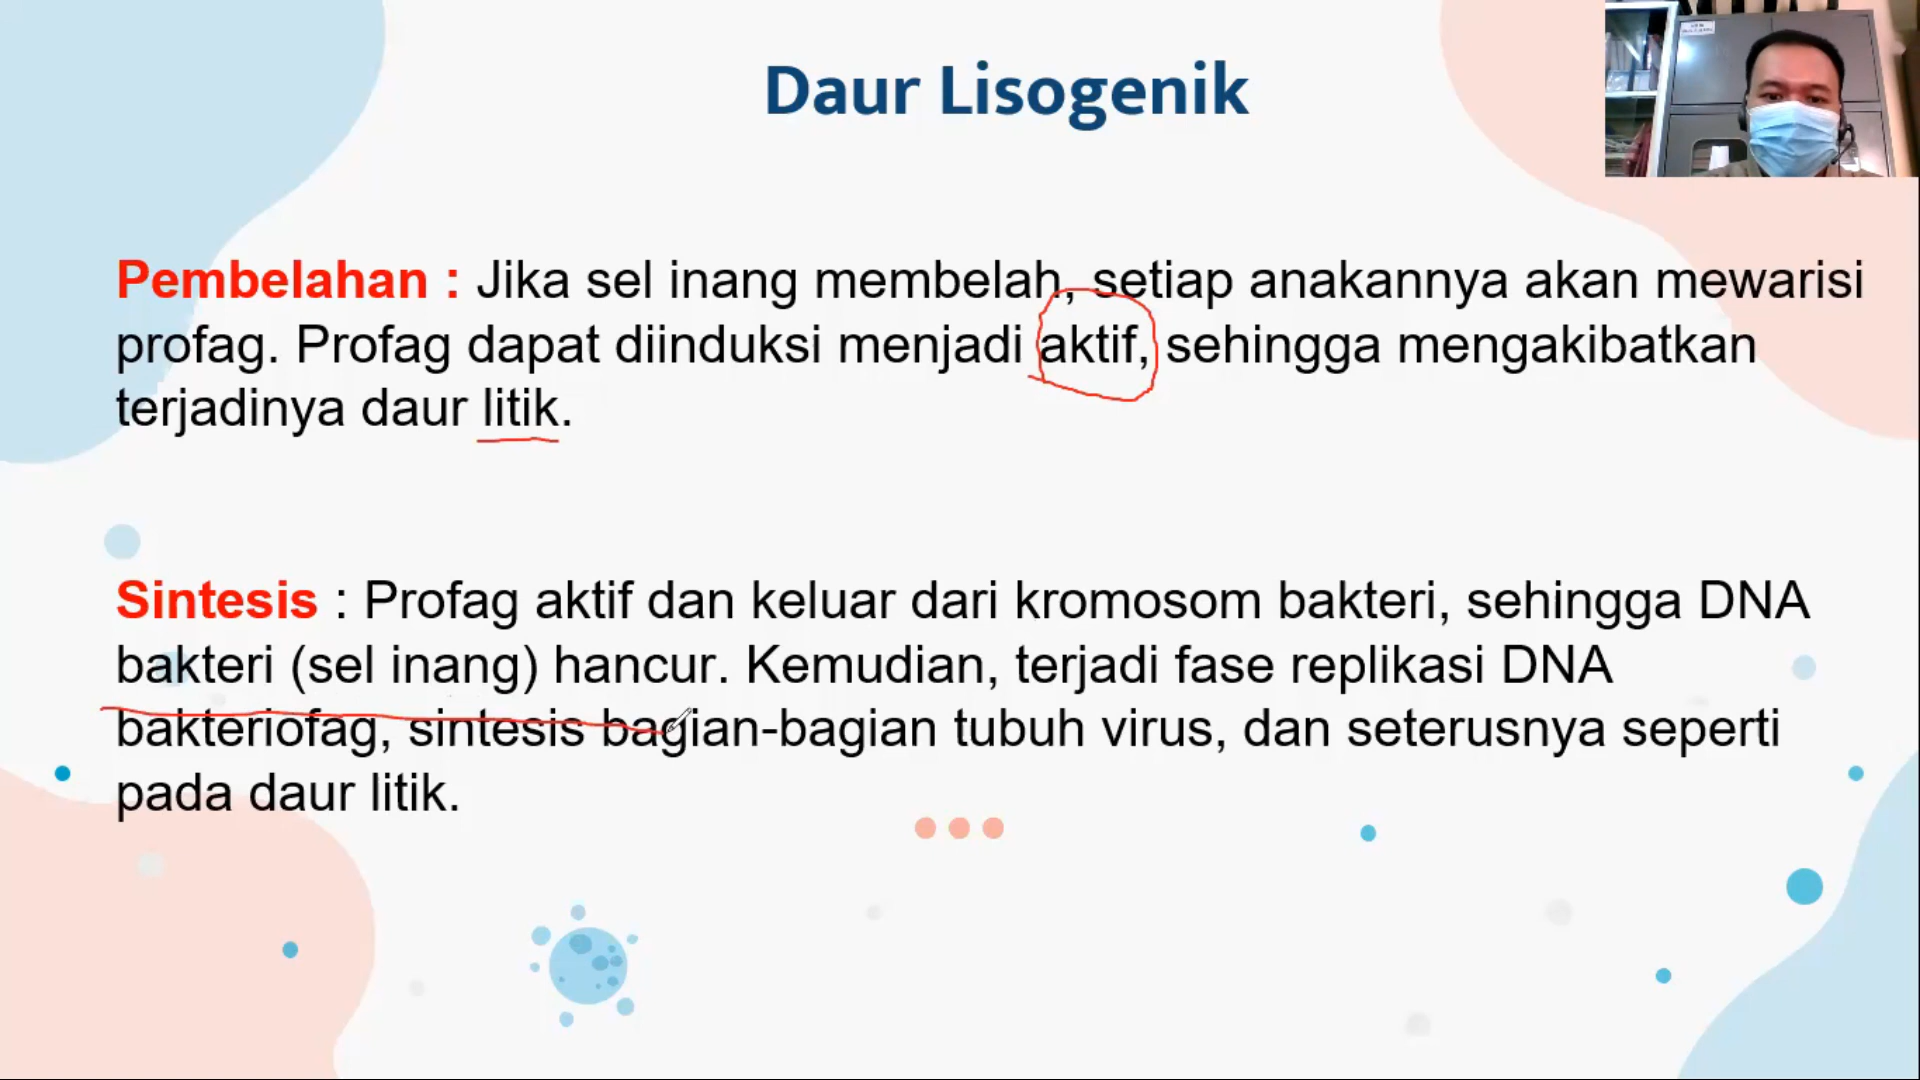 Daur Lisogenik
Pembelahan : Jika sel inang membelah, setiap anakannya akan mewarisi
profag. Profag dapat diinduksi menjadi aktif, sehingga mengakibatkan
terjadinya daur litik.
Sintesis : Profag aktif dan keluar dari kromosom bakteri, sehingga DNA
bakteri (sel inang) hancur. Kemudian, terjadi fase replikasi DNA
bakteriofag, sintesis bagian-bagian tubuh virus, dan seterusnya seperti
pada daur litik.